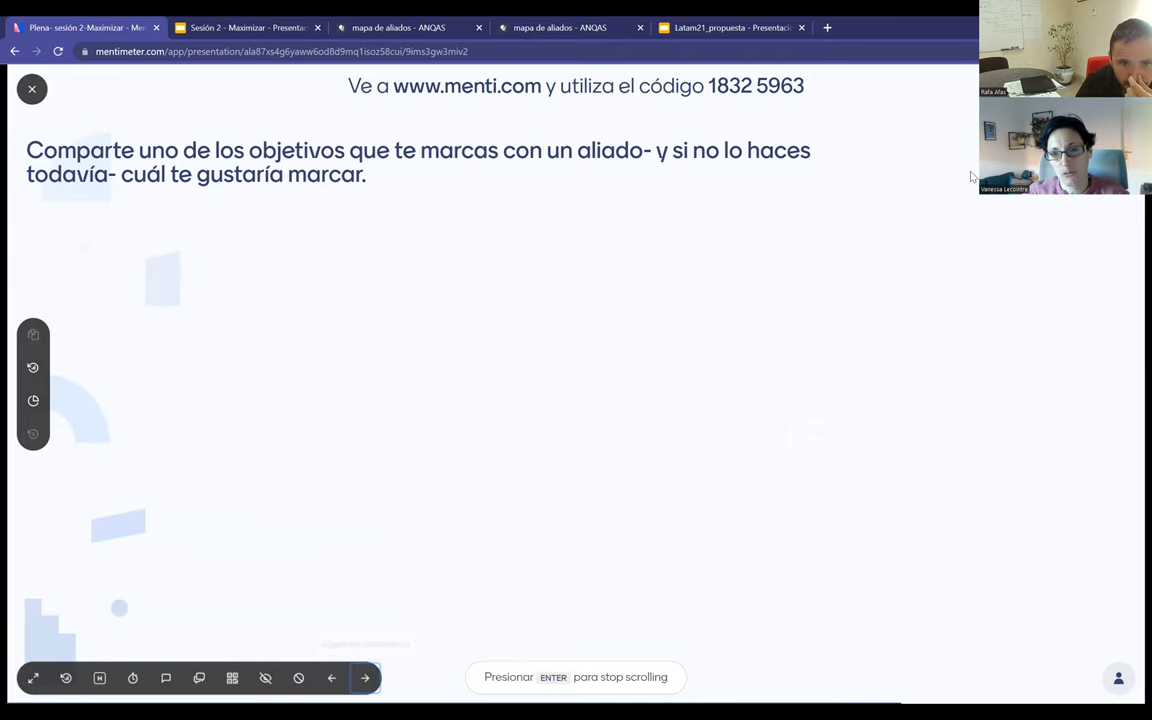 Plena- sesión 2-Maximizar - Men
Sesión 2 - Maximizar - Presentac
mapa de aliados - ANQAS
mapa de aliados - ANQAS
Latam21_propuesta - Presentaci
mentimeter.com/app/presentation/ala87xs4g6yaww6od8d9mq1isoz58cui/9ims3gw3miv2
Ve a www.menti.com y utiliza el código 1832 5963
Comparte uno de los objetivos que te marcas con un aliado- y si no lo haces
todavía- cuál te gustaría marcar.
Rafa Afas
Vanessa Lecointre
H
Presionar ENTER para stop scrolling